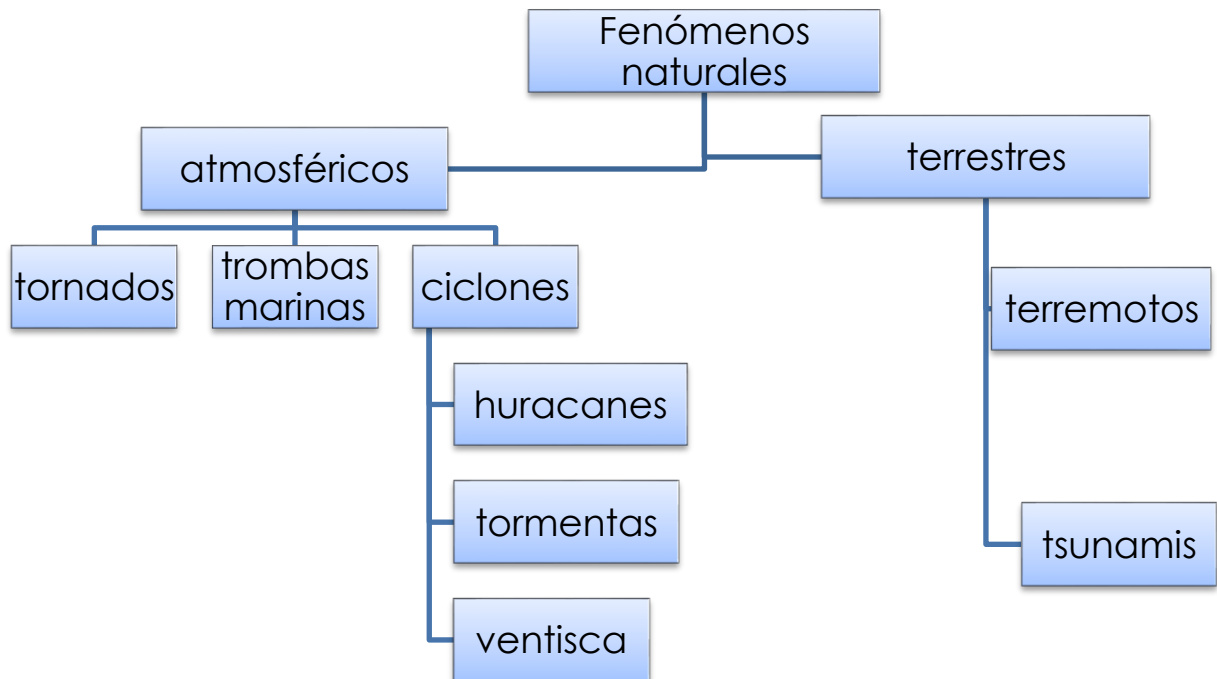 Fenómenos
naturales
atmosféricos
terrestres
tornados
trombas
marinas
ciclones
terremotos
huracanes
tormentas
tsunamis
ventisca